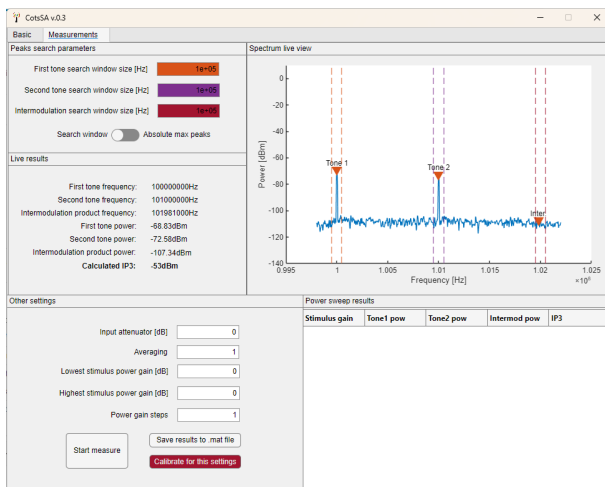 CotsSA v.0.3
Basic Measurements
Peaks search parameters
First tone search window size [Hz] 1e+05
Second tone search window size [Hz] 1e+05
Intermodulation search window size [Hz] 1e+05
Search window Absolute max peaks
Live results
First tone frequency: 100000000Hz
Second tone frequency: 101000000Hz
Intermodulation product frequency: 101981000Hz
First tone power: -68.83dBm
Second tone power: -72.58dBm
Intermodulation product power: -107.34dBm
Calculated IP3: -53dBm
Spectrum live view
0
-20
-40
-60
-80
-100
-120
-140
Power [dBm]
Tone 1
Tone 2
Inter
0.995 1 1.005 1.01 1.015 1.02 1.025
Frequency [Hz]
×10⁸
Other settings
Input attenuator [dB] 0
Averaging 1
Lowest stimulus power gain [dB] 0
Highest stimulus power gain [dB] 0
Power gain steps 1
Start measure
Save results to .mat file
Calibrate for this settings
Power sweep results
Stimulus gain Tone1 pow Tone2 pow Intermod pow IP3